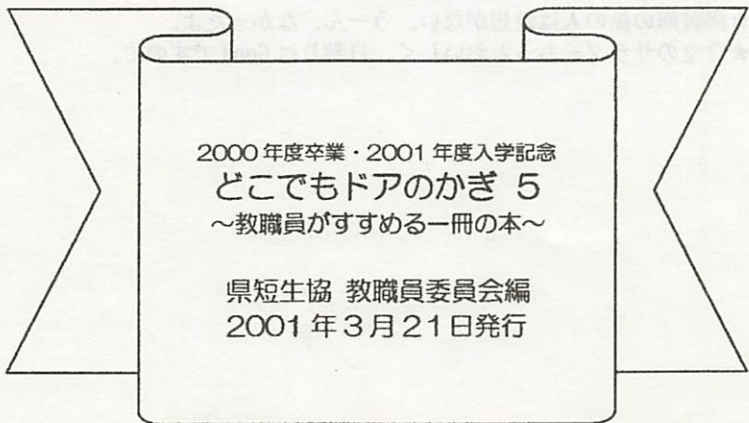 2000年度卒業・2001年度入学記念
どこでもドアのかぎ 5
～教職員がすすめる一冊の本～
県短生協 教職員委員会編
2001年3月21日発行